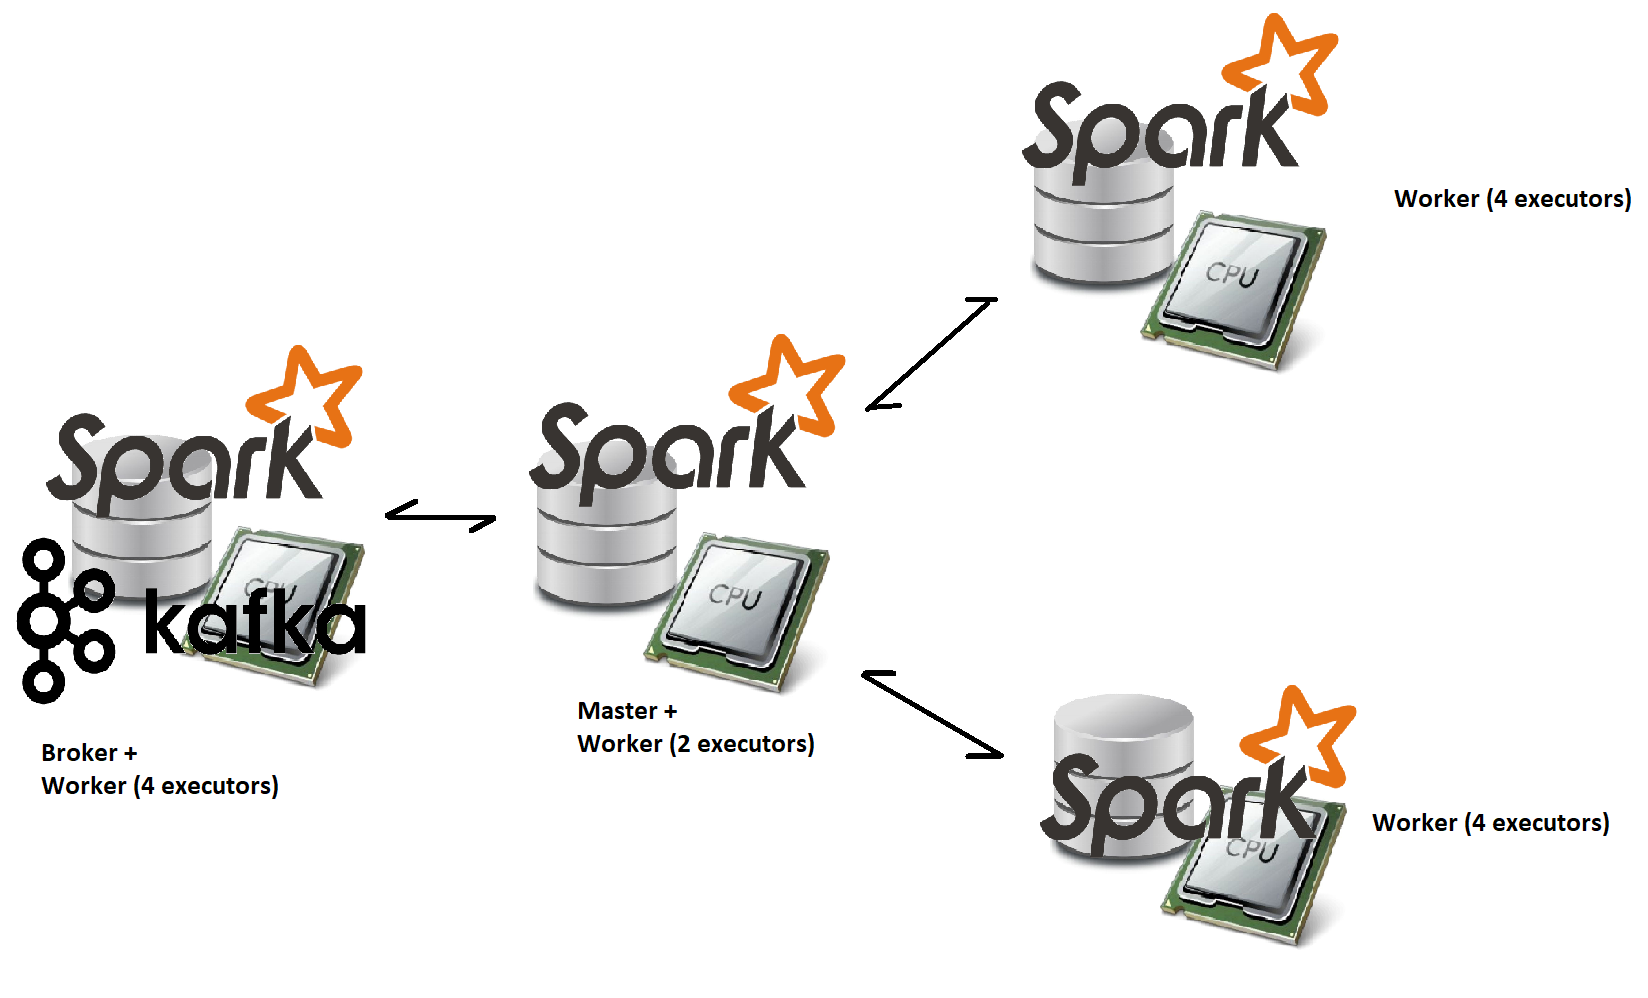 Spark
CPU
Worker (4 executors)
Spark
CPU
kafka
Broker +
Worker (4 executors)
Spark
CPU
Master +
Worker (2 executors)
Spark
CPU
Worker (4 executors)